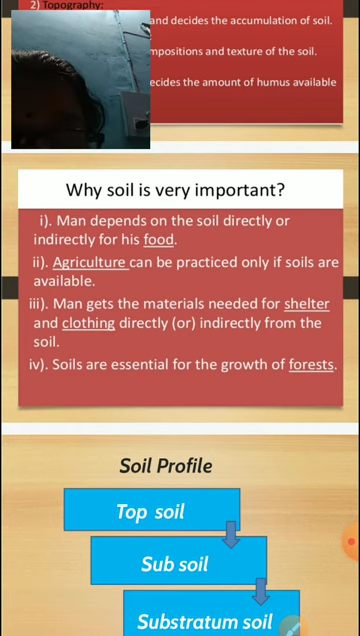 2) Topography:
and decides the accumulation of soil.
mpositions and texture of the soil.
ecides the amount of humus available
Why soil is very important?
i). Man depends on the soil directly or
indirectly for his food.
ii). Agriculture can be practiced only if soils are
available.
iii). Man gets the materials needed for shelter
and clothing directly (or) indirectly from the
soil.
iv). Soils are essential for the growth of forests.
Soil Profile
Top soil
Sub soil
Substratum soil